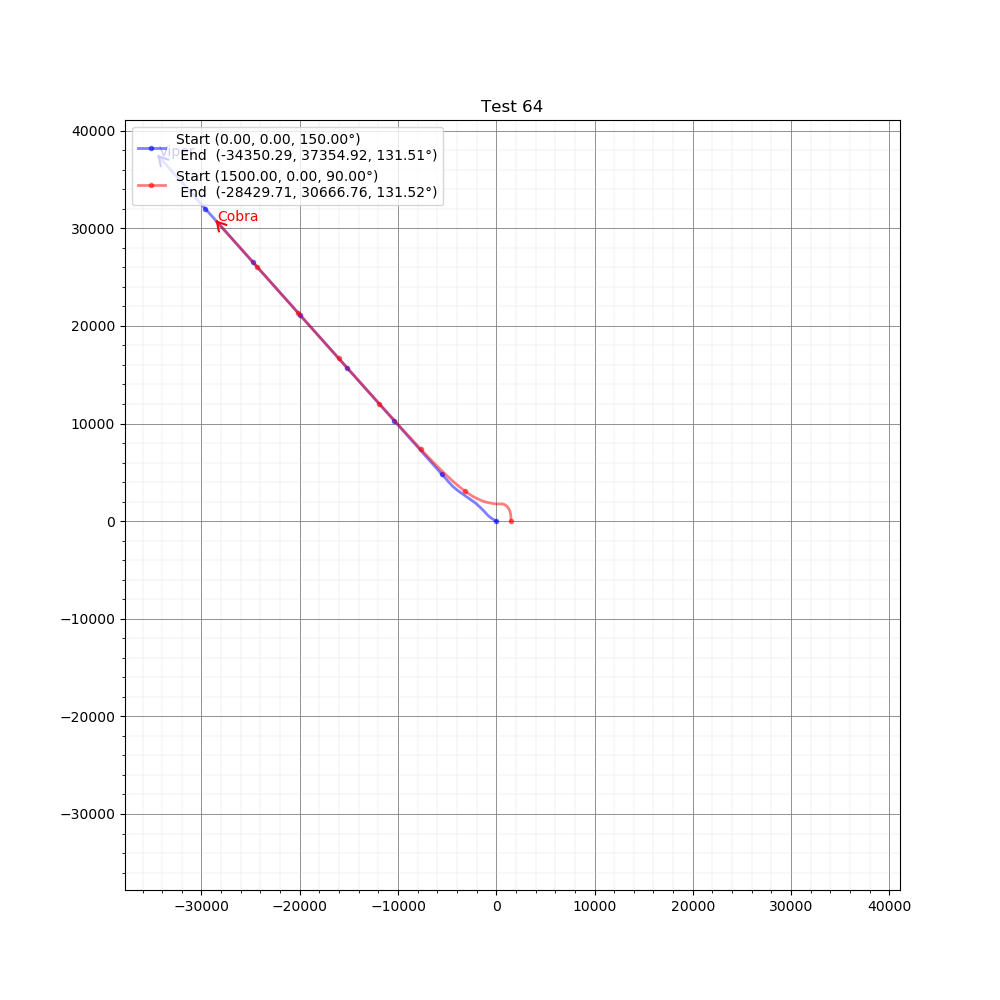 Test 64
Start (0.00, 0.00, 150.00°)
End  (-34350.29, 37354.92, 131.51°)
Start (1500.00, 0.00, 90.00°)
End  (-28429.71, 30666.76, 131.52°)
Viper
Cobra
40000
30000
20000
10000
0
−10000
−20000
−30000
−30000 −20000 −10000 0 10000 20000 30000 40000